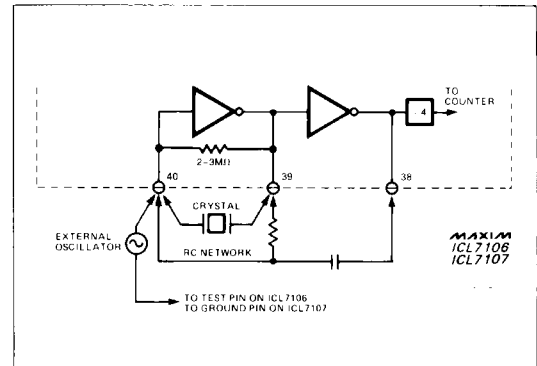 TO
COUNTER
4
2-3MΩ
40
39
38
CRYSTAL
EXTERNAL
OSCILLATOR
RC NETWORK
MAXIM
ICL7106
ICL7107
TO TEST PIN ON ICL7106
TO GROUND PIN ON ICL7107